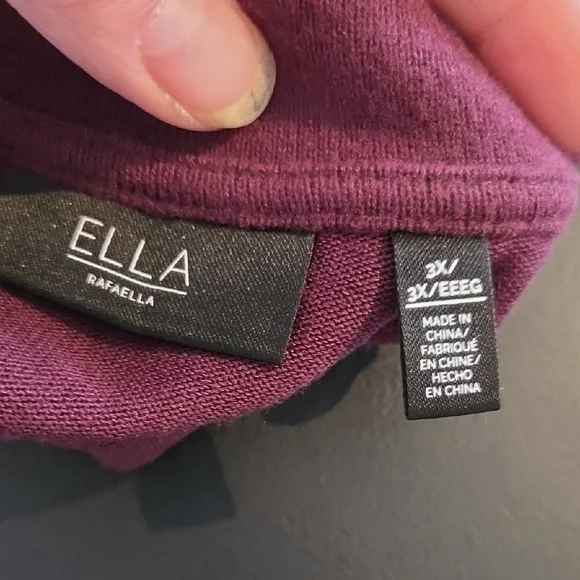 ELLA
RAFAELLA
3X/
3X/EEEG
MADE IN
CHINA/
FABRIQUÉ
EN CHINE/
HECHO
EN CHINA